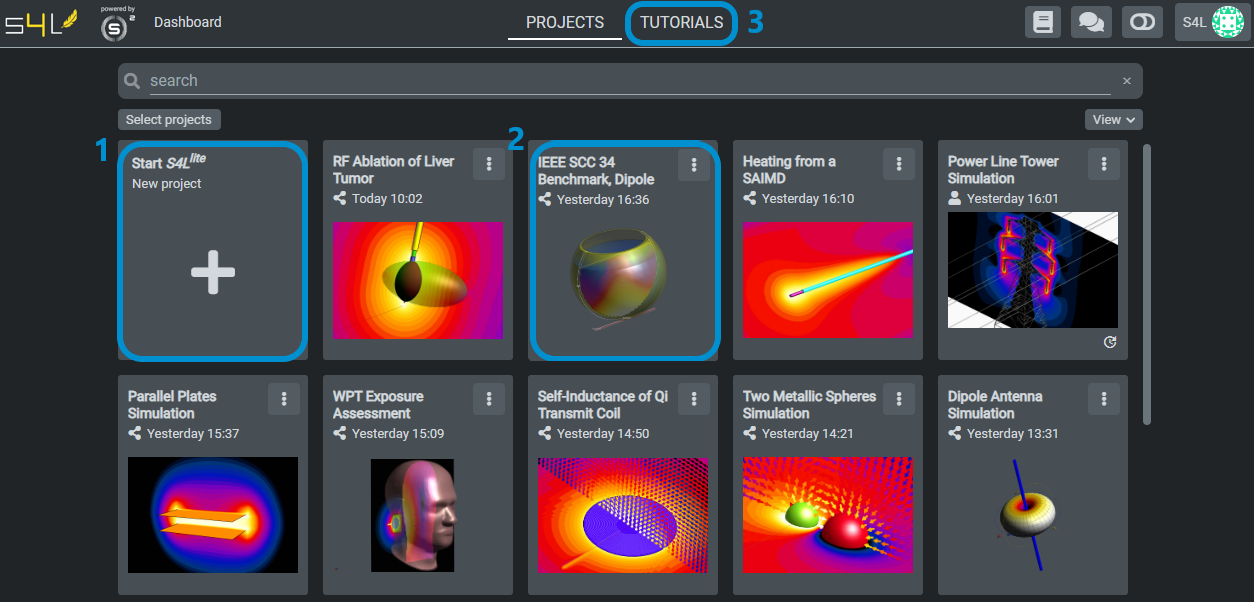 S4L
powered by
S
2
Dashboard
PROJECTS
TUTORIALS
3
S4L
search
×
Select projects
View
1
2
Start S4Llite
New project
RF Ablation of Liver
Tumor
Today 10:02
IEEE SCC 34
Benchmark, Dipole
Yesterday 16:36
Heating from a
SAIMD
Yesterday 16:10
Power Line Tower
Simulation
Yesterday 16:01
Parallel Plates
Simulation
Yesterday 15:37
WPT Exposure
Assessment
Yesterday 15:09
Self-Inductance of Qi
Transmit Coil
Yesterday 14:50
Two Metallic Spheres
Simulation
Yesterday 14:21
Dipole Antenna
Simulation
Yesterday 13:31